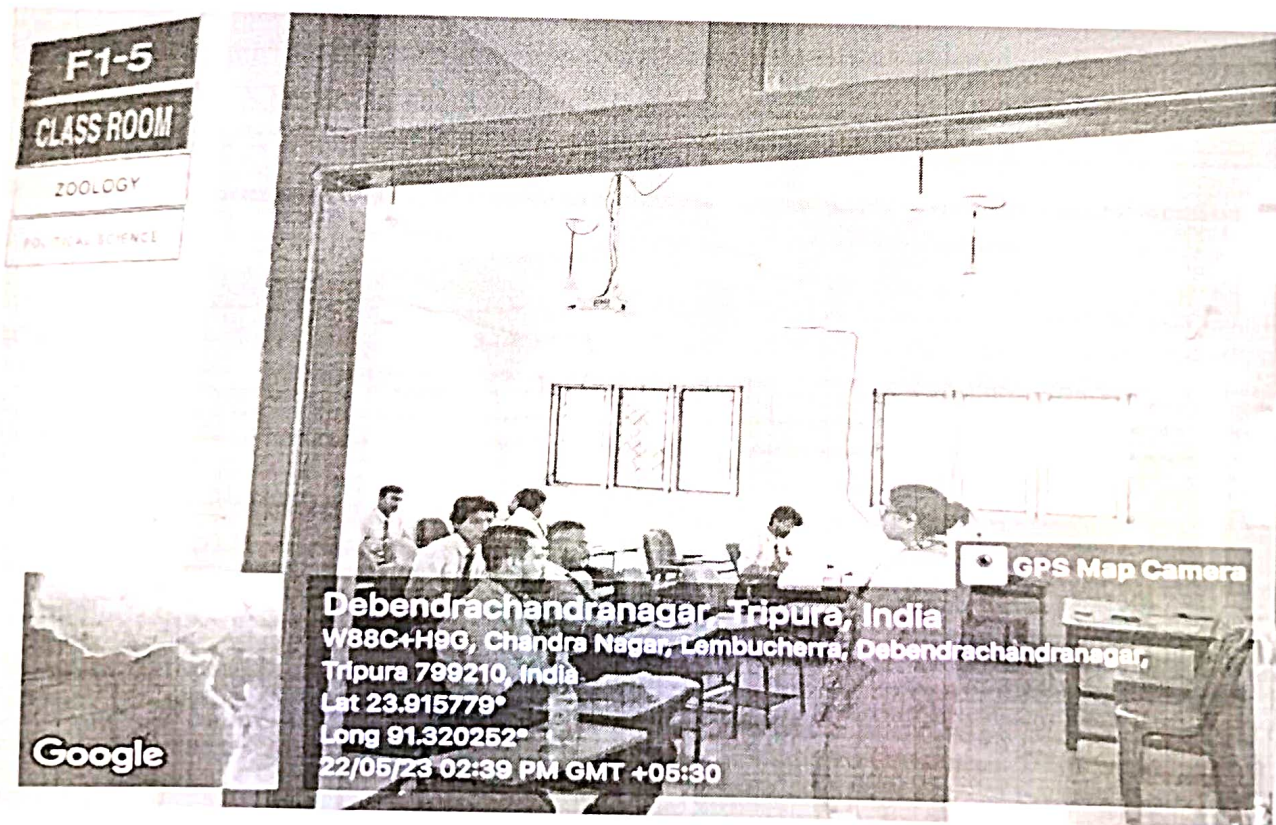 F1-5
CLASS ROOM
ZOOLOGY
POLITICAL SCIENCE
GPS Map Camera
Debendrachandranagar, Tripura, India
W88C+H9G, Chandra Nagar, Lembucherra, Debendrachandranagar,
Tripura 799210, India
Lat 23.915779°
Long 91.320252°
22/05/23 02:39 PM GMT +05:30
Google